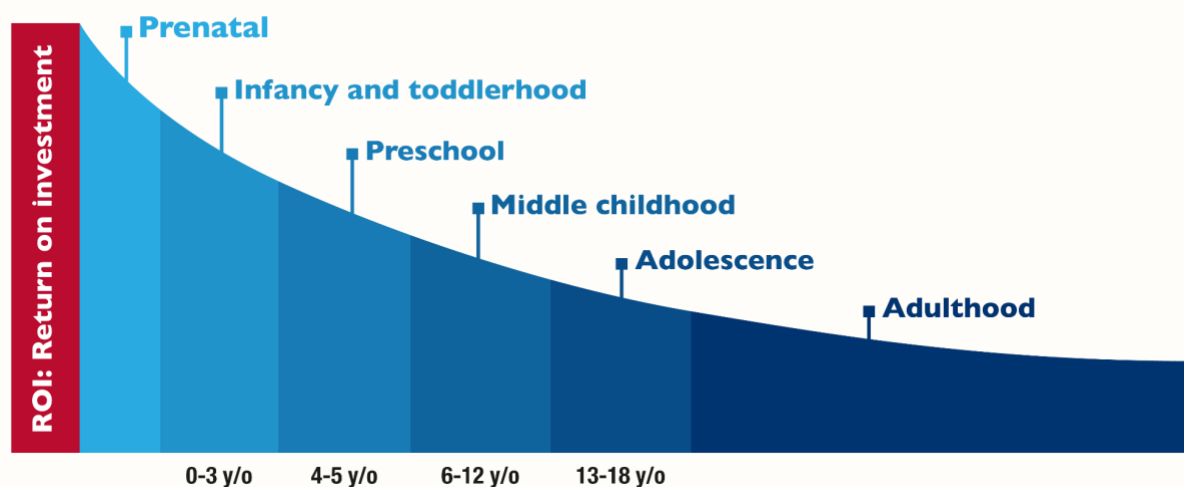 ROI: Return on investment
Prenatal
Infancy and toddlerhood
Preschool
Middle childhood
Adolescence
Adulthood
0-3 y/o
4-5 y/o
6-12 y/o
13-18 y/o